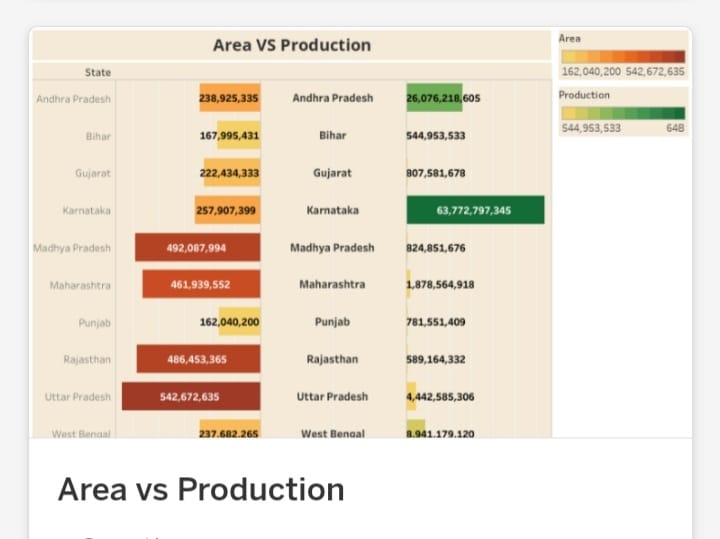 Area VS Production
State
Andhra Pradesh 238,925,335 Andhra Pradesh 26,076,218,605
Bihar 167,995,431 Bihar 544,953,533
Gujarat 222,434,333 Gujarat 807,581,678
Karnataka 257,907,399 Karnataka 63,772,797,345
Madhya Pradesh 492,087,994 Madhya Pradesh 824,851,676
Maharashtra 461,939,552 Maharashtra 1,878,564,918
Punjab 162,040,200 Punjab 781,551,409
Rajasthan 486,453,365 Rajasthan 589,164,332
Uttar Pradesh 542,672,635 Uttar Pradesh 4,442,585,306
West Bengal 237,682,265 West Bengal 8,941,179,120
Area
162,040,200 542,672,635
Production
544,953,533 64B
Area vs Production